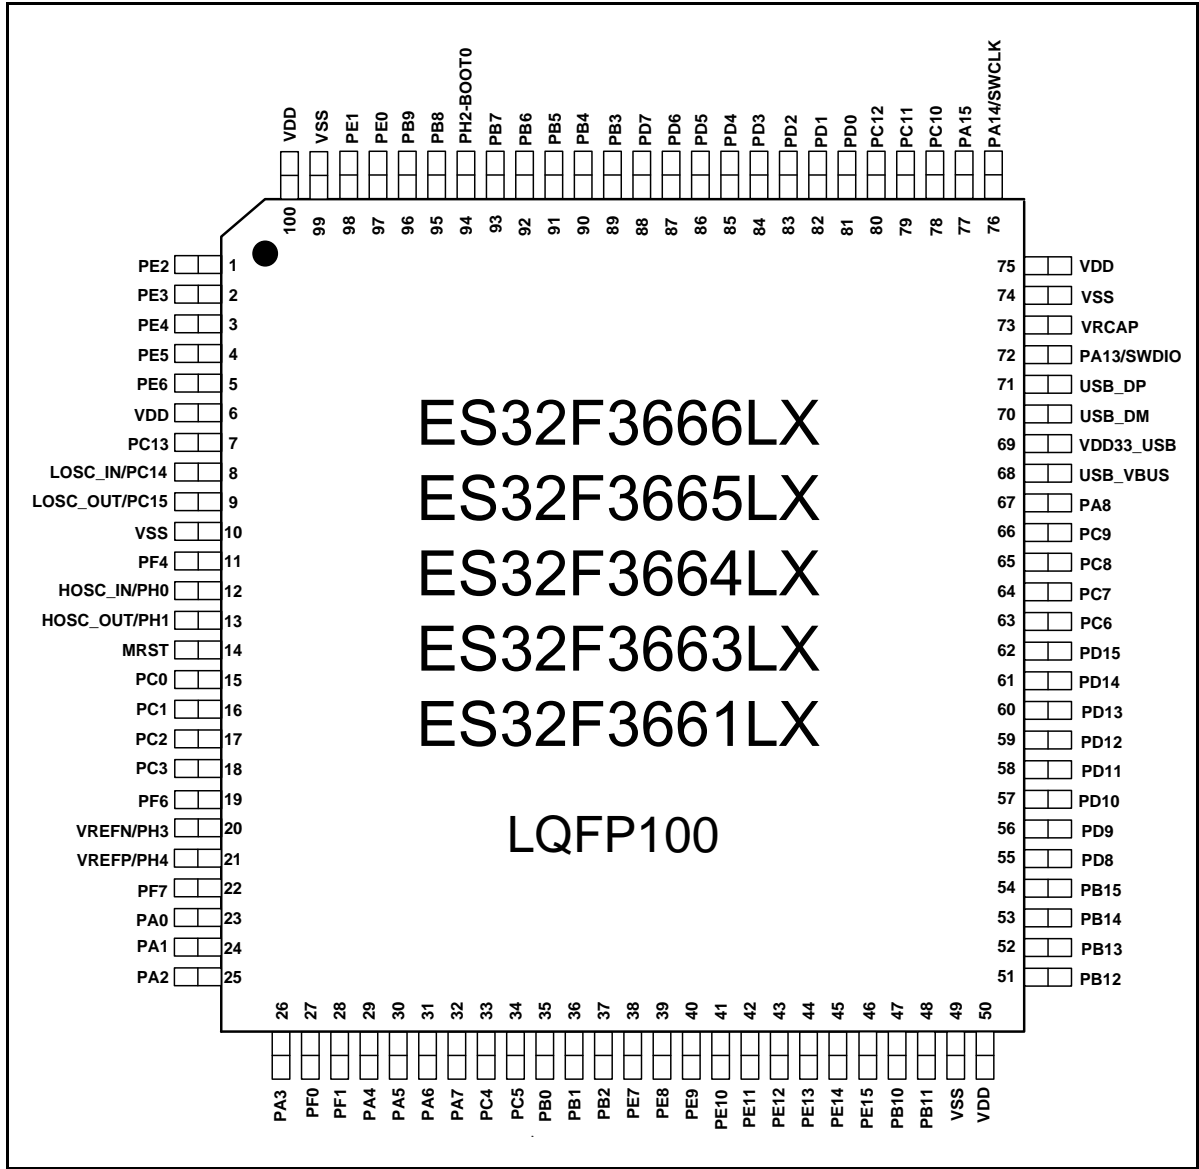 VDD
VSS
PE1
PE0
PB9
PB8
PH2-BOOT0
PB7
PB6
PB5
PB4
PB3
PD7
PD6
PD5
PD4
PD3
PD2
PD1
PD0
PC12
PC11
PC10
PA15
PA14/SWCLK
100
99
98
97
96
95
94
93
92
91
90
89
88
87
86
85
84
83
82
81
80
79
78
77
76
PE2 1
PE3 2
PE4 3
PE5 4
PE6 5
VDD 6
PC13 7
LOSC_IN/PC14 8
LOSC_OUT/PC15 9
VSS 10
PF4 11
HOSC_IN/PH0 12
HOSC_OUT/PH1 13
MRST 14
PC0 15
PC1 16
PC2 17
PC3 18
PF6 19
VREFN/PH3 20
VREFP/PH4 21
PF7 22
PA0 23
PA1 24
PA2 25
ES32F3666LX
ES32F3665LX
ES32F3664LX
ES32F3663LX
ES32F3661LX
LQFP100
75 VDD
74 VSS
73 VRCAP
72 PA13/SWDIO
71 USB_DP
70 USB_DM
69 VDD33_USB
68 USB_VBUS
67 PA8
66 PC9
65 PC8
64 PC7
63 PC6
62 PD15
61 PD14
60 PD13
59 PD12
58 PD11
57 PD10
56 PD9
55 PD8
54 PB15
53 PB14
52 PB13
51 PB12
26
27
28
29
30
31
32
33
34
35
36
37
38
39
40
41
42
43
44
45
46
47
48
49
50
PA3
PF0
PF1
PA4
PA5
PA6
PA7
PC4
PC5
PB0
PB1
PB2
PE7
PE8
PE9
PE10
PE11
PE12
PE13
PE14
PE15
PB10
PB11
VSS
VDD